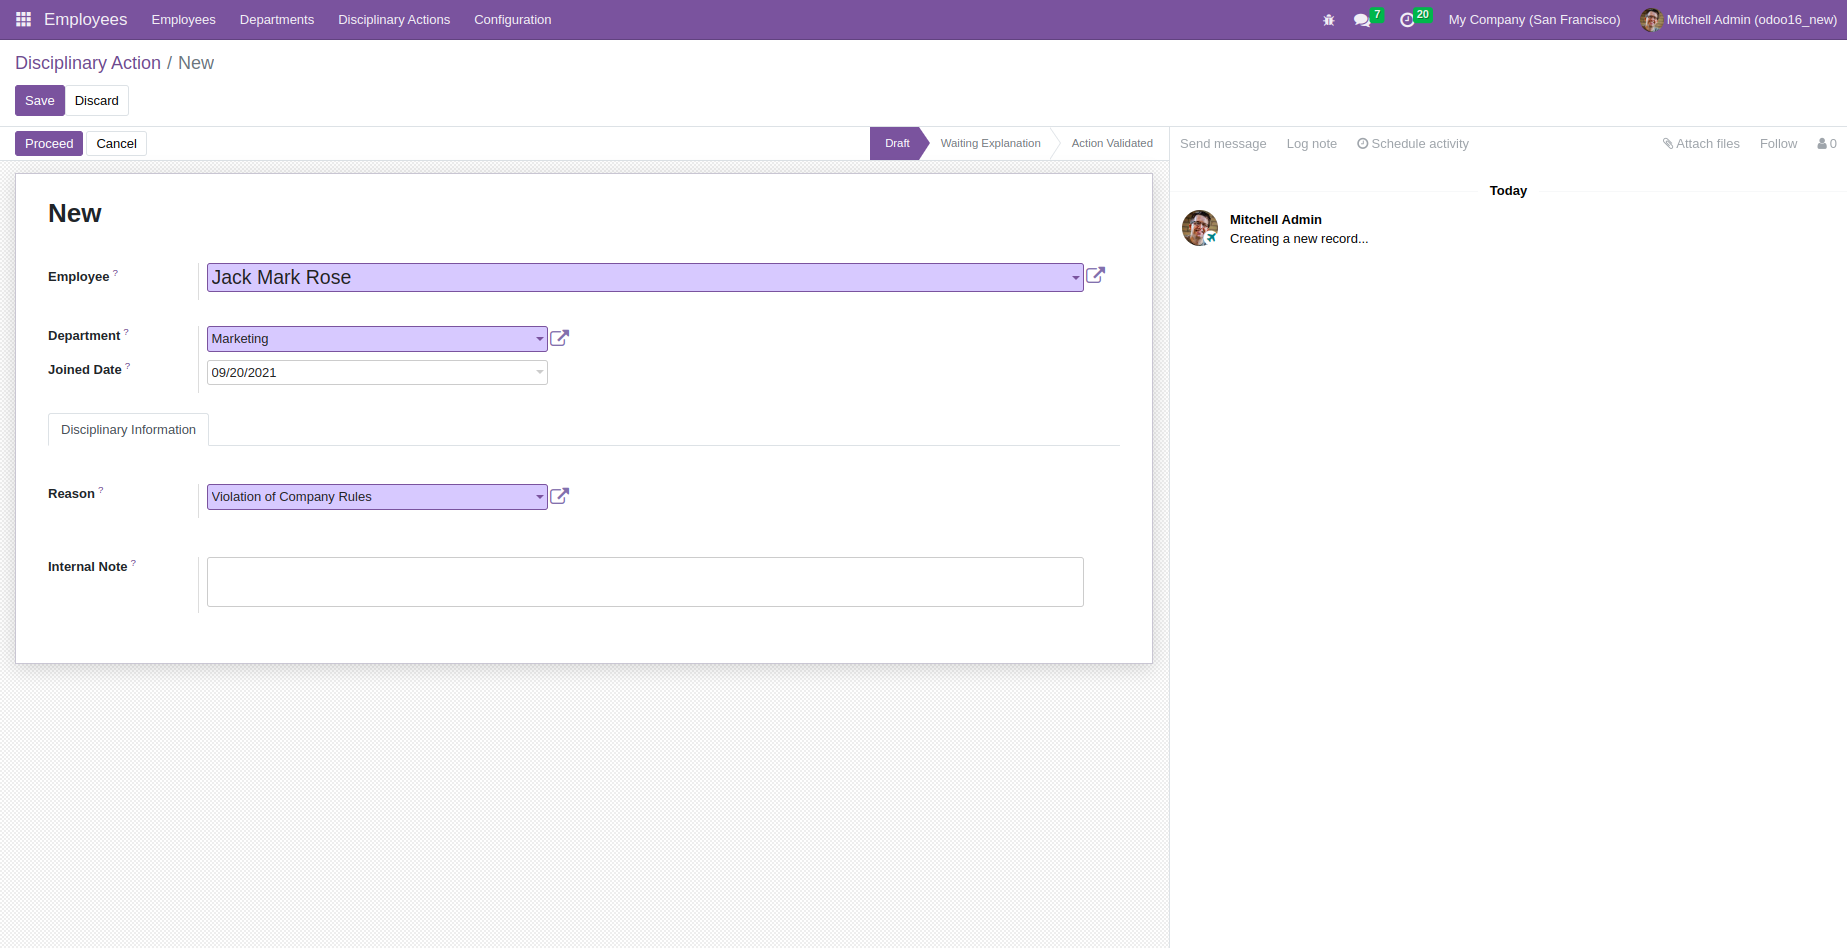 Employees Employees Departments Disciplinary Actions Configuration 7 20 My Company (San Francisco) Mitchell Admin (odoo16_new)
Disciplinary Action / New
Save Discard
Proceed Cancel Draft Waiting Explanation Action Validated Send message Log note Schedule activity Attach files Follow 0
Today
New
Mitchell Admin
Creating a new record...
Employee ? Jack Mark Rose
Department ? Marketing
Joined Date ? 09/20/2021
Disciplinary Information
Reason ? Violation of Company Rules
Internal Note ?